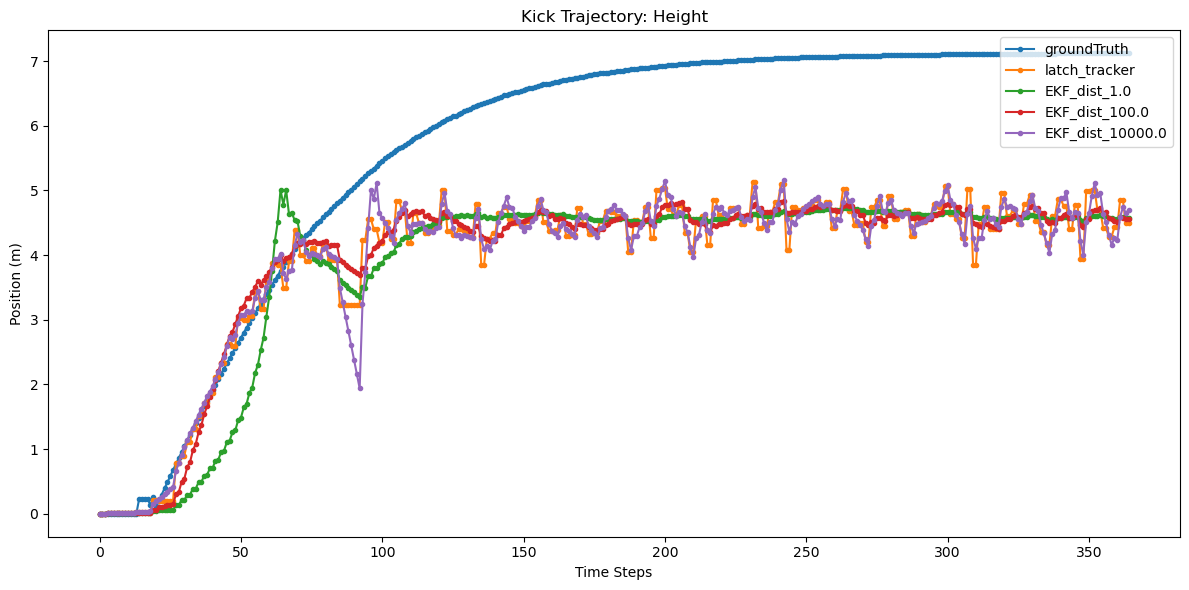 Kick Trajectory: Height
groundTruth
latch_tracker
EKF_dist_1.0
EKF_dist_100.0
EKF_dist_10000.0
Position (m)
7
6
5
4
3
2
1
0
0 50 100 150 200 250 300 350
Time Steps